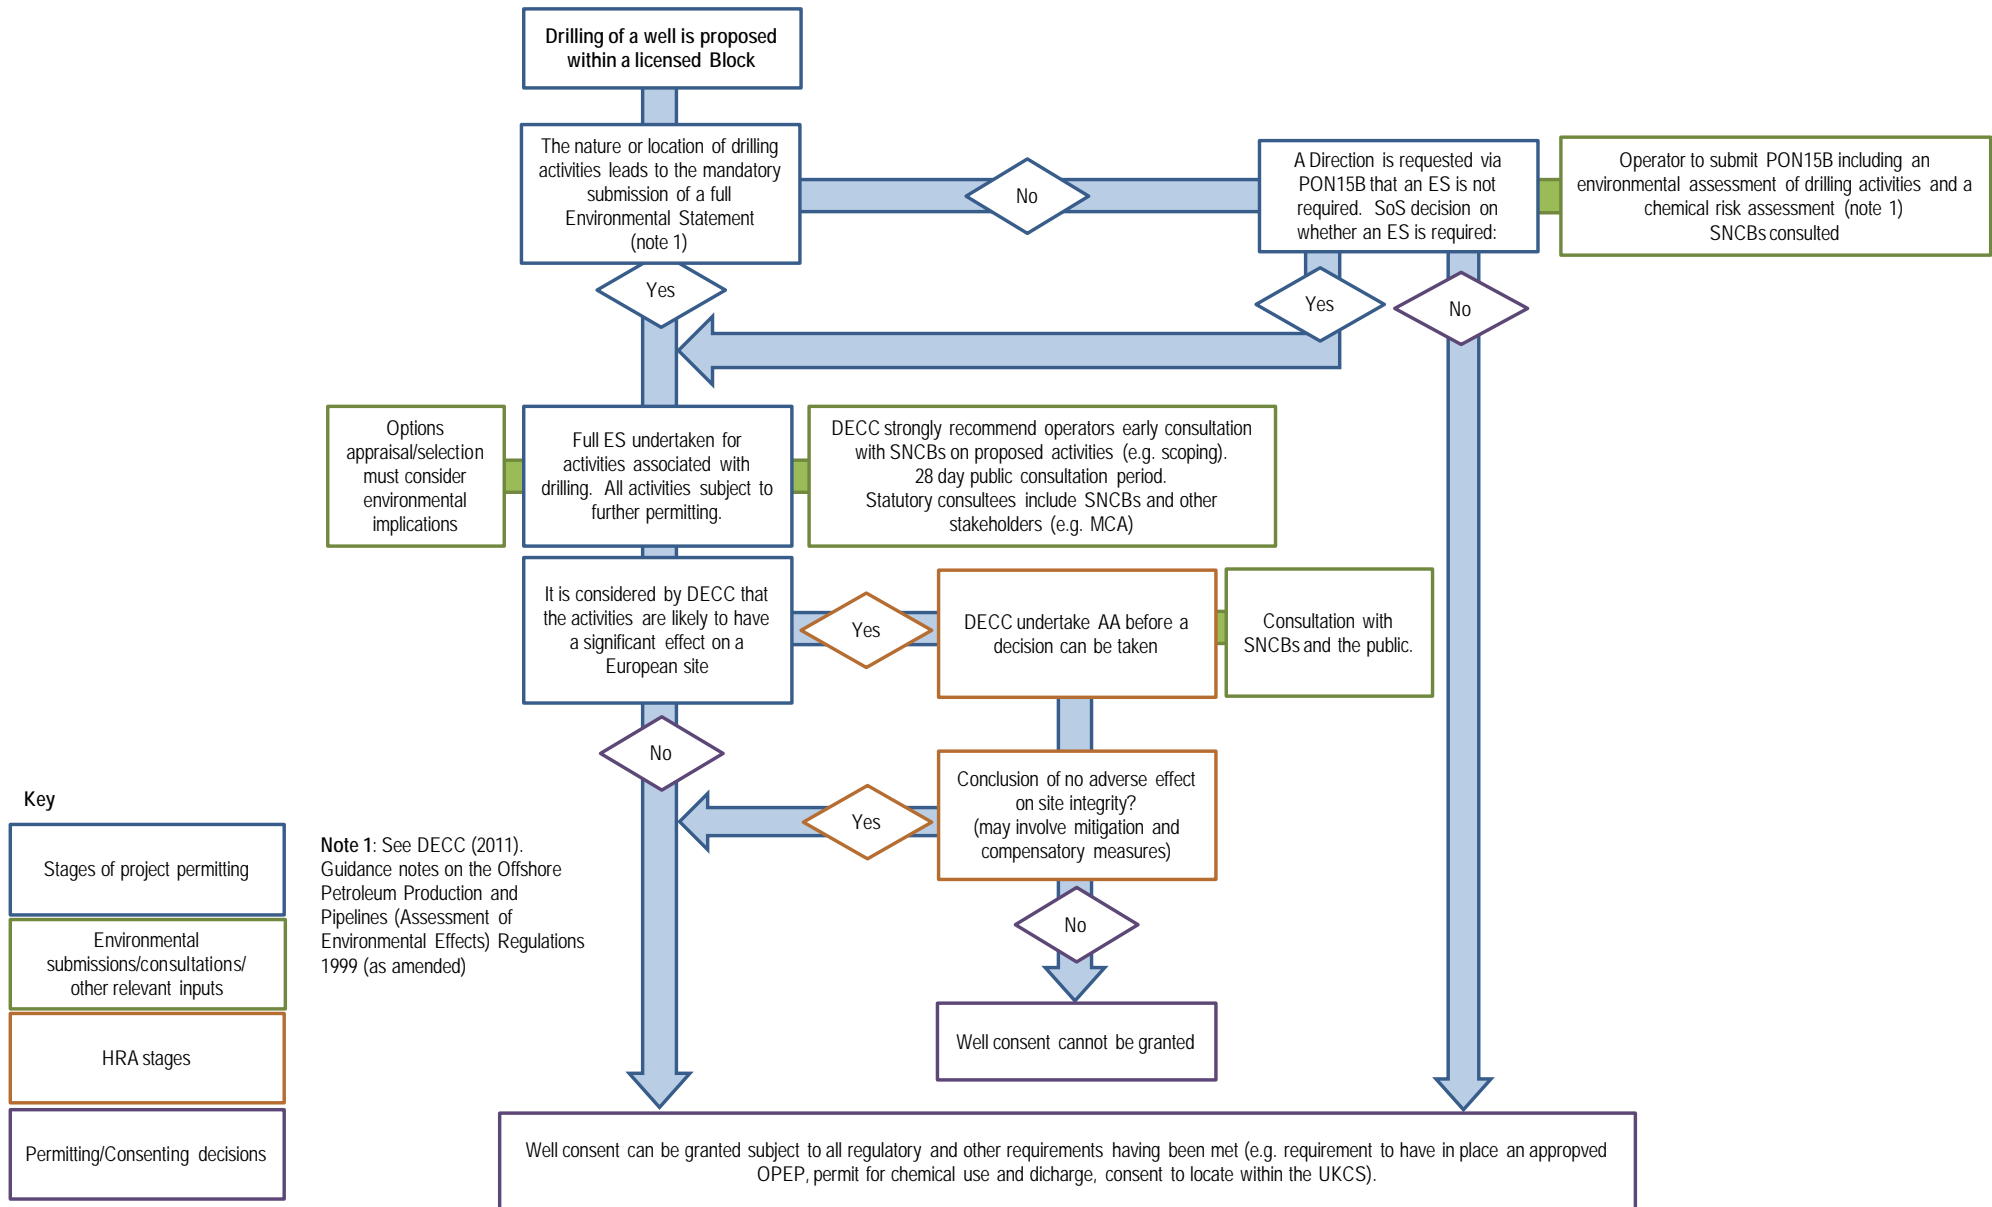 Drilling of a well is proposed
within a licensed Block
The nature or location of drilling
activities leads to the mandatory
submission of a full
Environmental Statement
(note 1)
No
A Direction is requested via
PON15B that an ES is not
required. SoS decision on
whether an ES is required:
Operator to submit PON15B including an
environmental assessment of drilling activities and a
chemical risk assessment (note 1)
SNCBs consulted
Yes
Yes
No
Options
appraisal/selection
must consider
environmental
implications
Full ES undertaken for
activities associated with
drilling. All activities subject to
further permitting.
DECC strongly recommend operators early consultation
with SNCBs on proposed activities (e.g. scoping).
28 day public consultation period.
Statutory consultees include SNCBs and other
stakeholders (e.g. MCA)
It is considered by DECC that
the activities are likely to have
a significant effect on a
European site
Yes
DECC undertake AA before a
decision can be taken
Consultation with
SNCBs and the public.
No
Yes
Conclusion of no adverse effect
on site integrity?
(may involve mitigation and
compensatory measures)
No
Well consent cannot be granted
Well consent can be granted subject to all regulatory and other requirements having been met (e.g. requirement to have in place an appropved
OPEP, permit for chemical use and dicharge, consent to locate within the UKCS).
Key
Stages of project permitting
Environmental
submissions/consultations/
other relevant inputs
HRA stages
Permitting/Consenting decisions
Note 1: See DECC (2011).
Guidance notes on the Offshore
Petroleum Production and
Pipelines (Assessment of
Environmental Effects) Regulations
1999 (as amended)